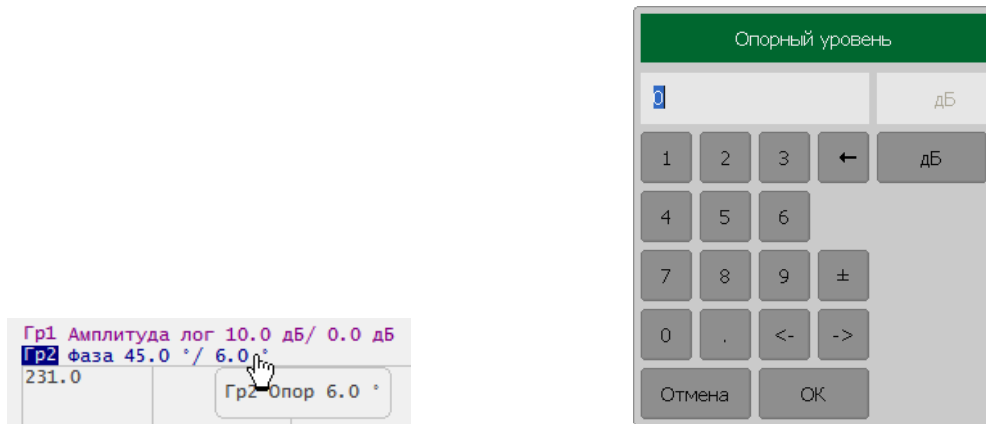 Гр1 Амплитуда лог 10.0 дБ/ 0.0 дБ
Гр2 Фаза 45.0 °/ 6.0 °
231.0
Гр2 Опор 6.0 °
Опорный уровень
0 дБ
1 2 3 ← дБ
4 5 6
7 8 9 ±
0 . <- ->
Отмена ОК